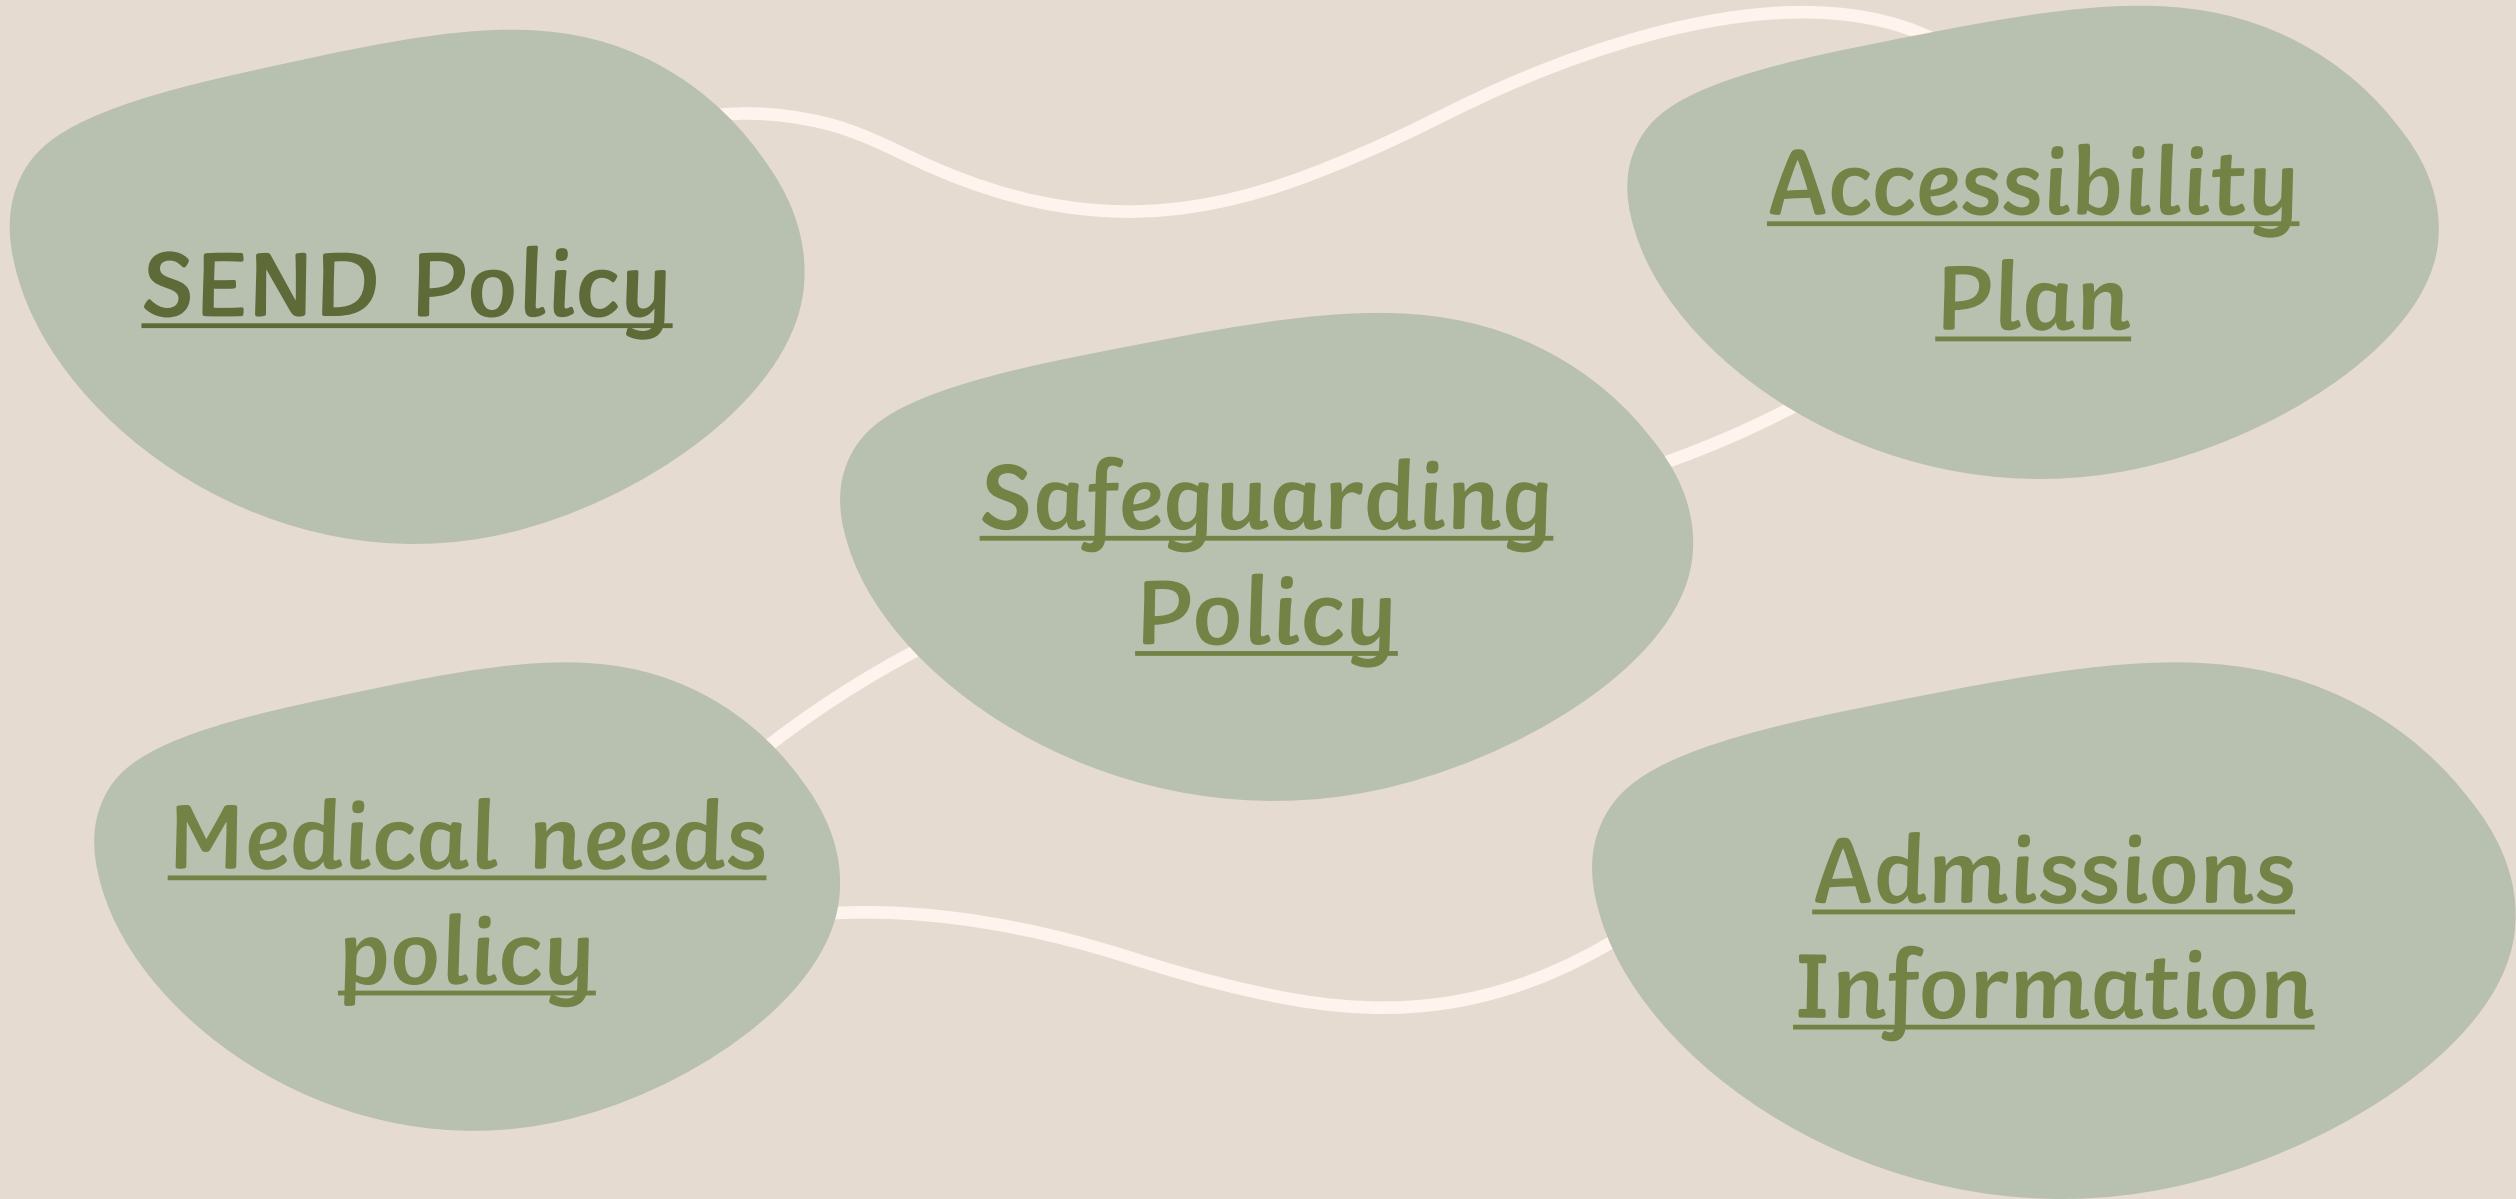 SEND Policy
Accessibility
Plan
Safeguarding
Policy
Medical needs
policy
Admissions
Information